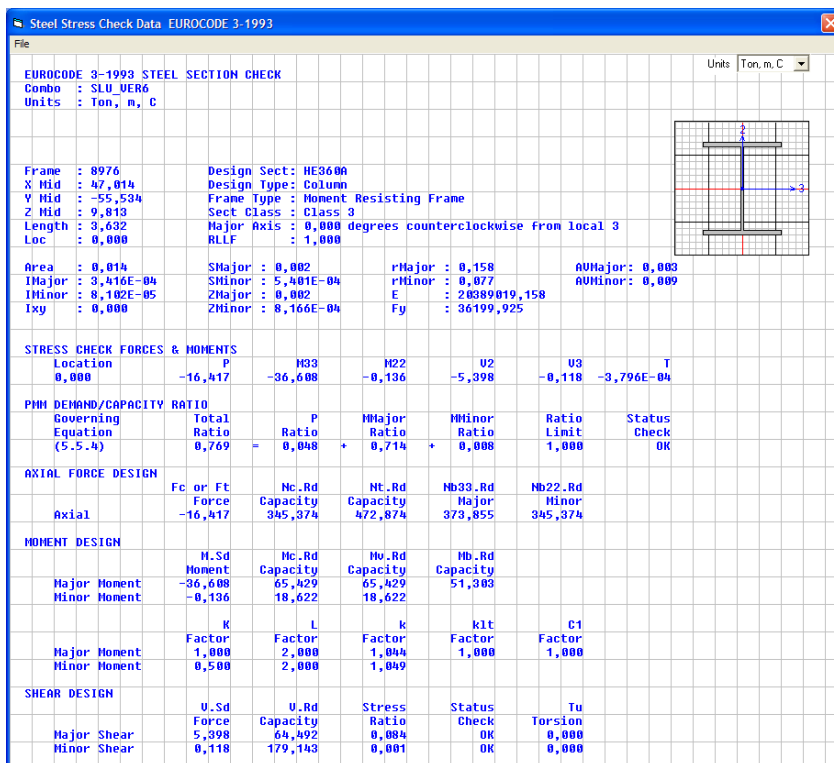 Steel Stress Check Data EUROCODE 3-1993
File
Units Ton, m, C
EUROCODE 3-1993 STEEL SECTION CHECK
Combo : SLU_VER6
Units : Ton, m, C
2
3
Frame : 8976 Design Sect: HE360A
X Mid : 47,014 Design Type: Column
Y Mid : -55,534 Frame Type : Moment Resisting Frame
Z Mid : 9,813 Sect Class : Class 3
Length : 3,632 Major Axis : 0,000 degrees counterclockwise from local 3
Loc : 0,000 RLLF : 1,000
Area : 0,014 SMajor : 0,002 rMajor : 0,158 AVMajor: 0,003
IMajor : 3,416E-04 SMinor : 5,401E-04 rMinor : 0,077 AVMinor: 0,009
IMinor : 8,102E-05 ZMajor : 0,002 E : 20389019,158
Ixy : 0,000 ZMinor : 8,166E-04 Fy : 36199,925
STRESS CHECK FORCES & MOMENTS
Location P M33 M22 V2 V3 T
0,000 -16,417 -36,608 -0,136 -5,398 -0,118 -3,796E-04
PMM DEMAND/CAPACITY RATIO
Governing Total P MMajor MMinor Ratio Status
Equation Ratio Ratio Ratio Ratio Limit Check
(5.5.4) 0,769 = 0,048 + 0,714 + 0,008 1,000 OK
AXIAL FORCE DESIGN
Fc or Ft Nc.Rd Nt.Rd Nb33.Rd Nb22.Rd
Force Capacity Capacity Major Minor
Axial -16,417 345,374 472,874 373,855 345,374
MOMENT DESIGN
M.Sd Mc.Rd Mv.Rd Mb.Rd
Moment Capacity Capacity Capacity
Major Moment -36,608 65,429 65,429 51,303
Minor Moment -0,136 18,622 18,622
K L k klt C1
Factor Factor Factor Factor Factor
Major Moment 1,000 2,000 1,044 1,000 1,000
Minor Moment 0,500 2,000 1,049
SHEAR DESIGN
V.Sd V.Rd Stress Status Tu
Force Capacity Ratio Check Torsion
Major Shear 5,398 64,492 0,084 OK 0,000
Minor Shear 0,118 179,143 0,001 OK 0,000